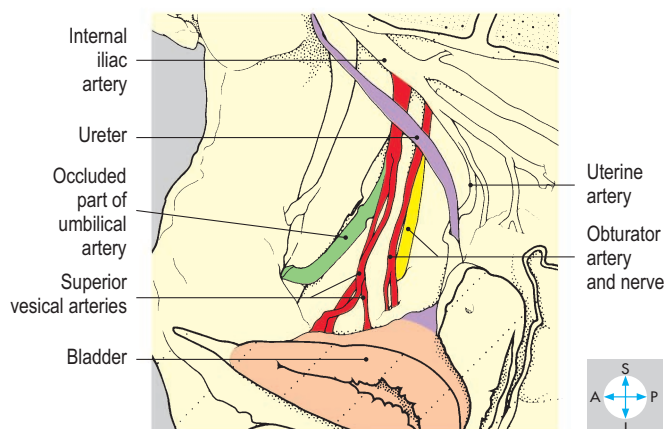 Internal
iliac
artery
Ureter
Occluded
part of
umbilical
artery
Superior
vesical arteries
Bladder
Uterine
artery
Obturator
artery
and nerve
S
A P
I